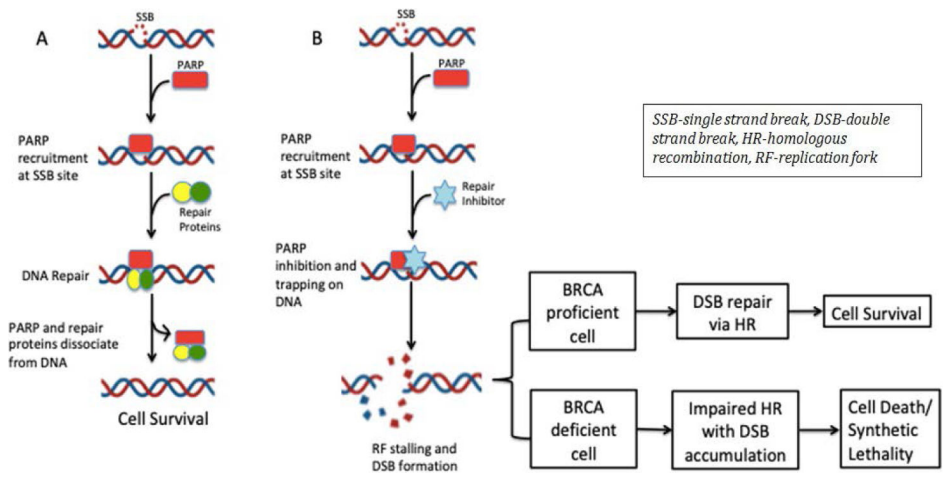 A
SSB
PARP
PARP
recruitment
at SSB site
Repair
Proteins
DNA Repair
PARP and repair
proteins dissociate
from DNA
Cell Survival
B
SSB
PARP
PARP
recruitment
at SSB site
Repair
Inhibitor
PARP
inhibition and
trapping on
DNA
RF stalling and
DSB formation
BRCA
proficient
cell
DSB repair
via HR
Cell Survival
BRCA
deficient
cell
Impaired HR
with DSB
accumulation
Cell Death/
Synthetic
Lethality
SSB-single strand break, DSB-double
strand break, HR-homologous
recombination, RF-replication fork